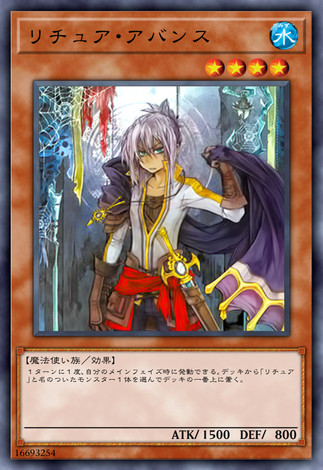 リチュア・アバンス
水
【魔法使い族／効果】
１ターンに１度、自分のメインフェイズ時に発動できる。デッキから「リチュア
」と名のついたモンスター１体を選んでデッキの一番上に置く。
ATK/ 1500 DEF/ 800
16693254